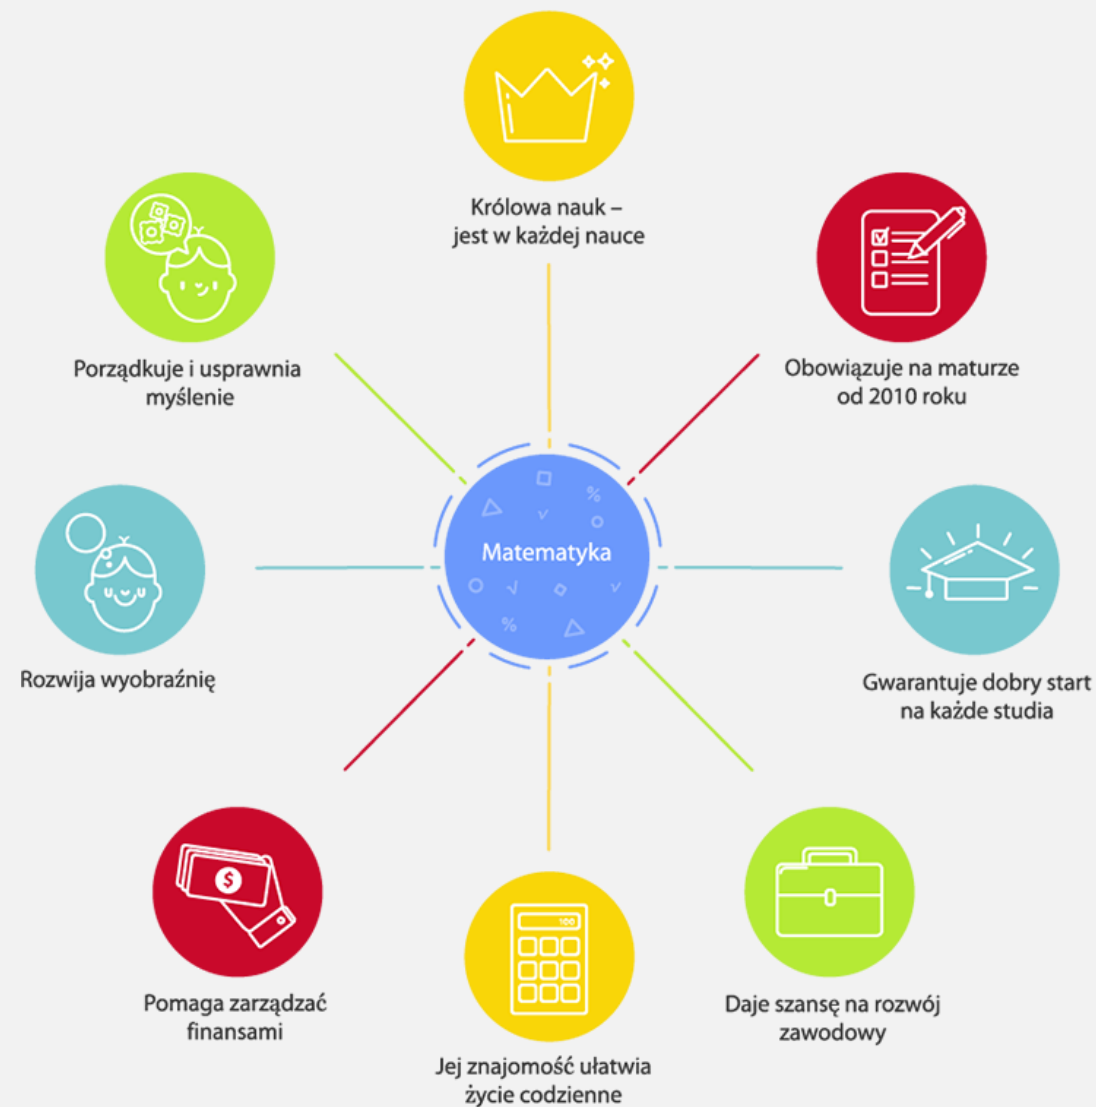 Królowa nauk –
jest w każdej nauce
Porządkuje i usprawnia
myślenie
Obowiązuje na maturze
od 2010 roku
Matematyka
Rozwija wyobraźnię
Gwarantuje dobry start
na każde studia
Pomaga zarządzać
finansami
$
100
Daje szansę na rozwój
zawodowy
Jej znajomość ułatwia
życie codzienne